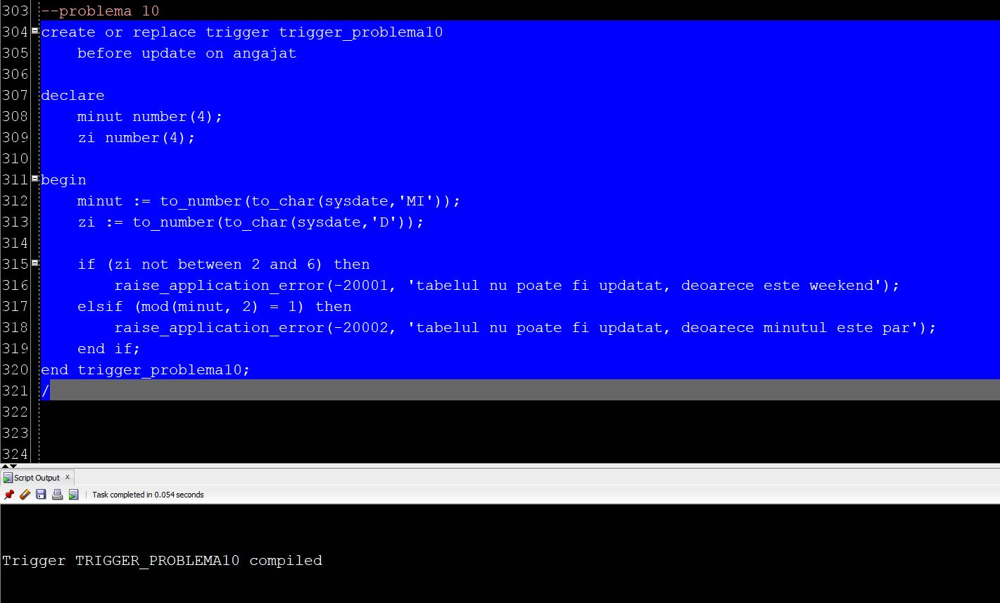 303 --problema 10
304 create or replace trigger trigger_problema10
305 before update on angajat
306
307 declare
308 minut number(4);
309 zi number(4);
310
311 begin
312 minut := to_number(to_char(sysdate,'MI'));
313 zi := to_number(to_char(sysdate,'D'));
314
315 if (zi not between 2 and 6) then
316 raise_application_error(-20001, 'tabelul nu poate fi updatat, deoarece este weekend');
317 elsif (mod(minut, 2) = 1) then
318 raise_application_error(-20002, 'tabelul nu poate fi updatat, deoarece minutul este par');
319 end if;
320 end trigger_problema10;
321 /
322
323
324
Script Output x
Task completed in 0.054 seconds
Trigger TRIGGER_PROBLEMA10 compiled